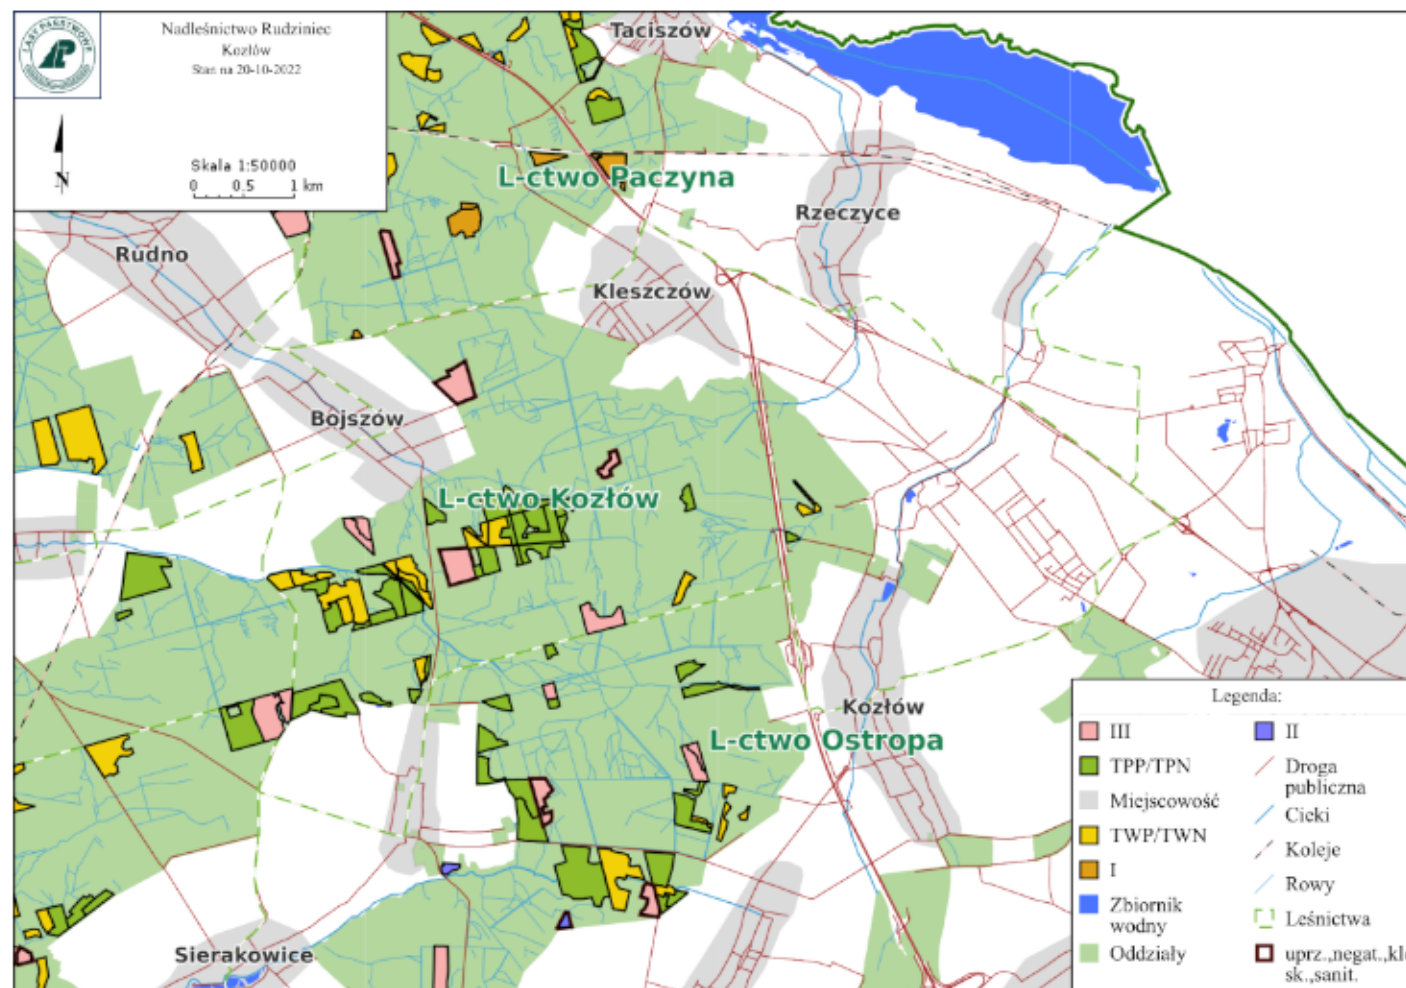 LASY PAŃSTWOWE
Nadleśnictwo Rudziniec
Kozłów
Stan na 20-10-2022
N
Skala 1:50000
0 0.5 1 km
Taciszów
L-ctwo Paczyna
Rzeczyce
Rudno
Kleszczów
Bojszów
L-ctwo Kozłów
Kozłów
L-ctwo Ostropa
Sierakowice
Legenda:
III
TPP/TPN
Miejscowość
TWP/TWN
I
Zbiornik
wodny
Oddziały
II
Droga
publiczna
Cieki
Koleje
Rowy
Leśnictwa
uprz.,negat.,kl
sk.,sanit.